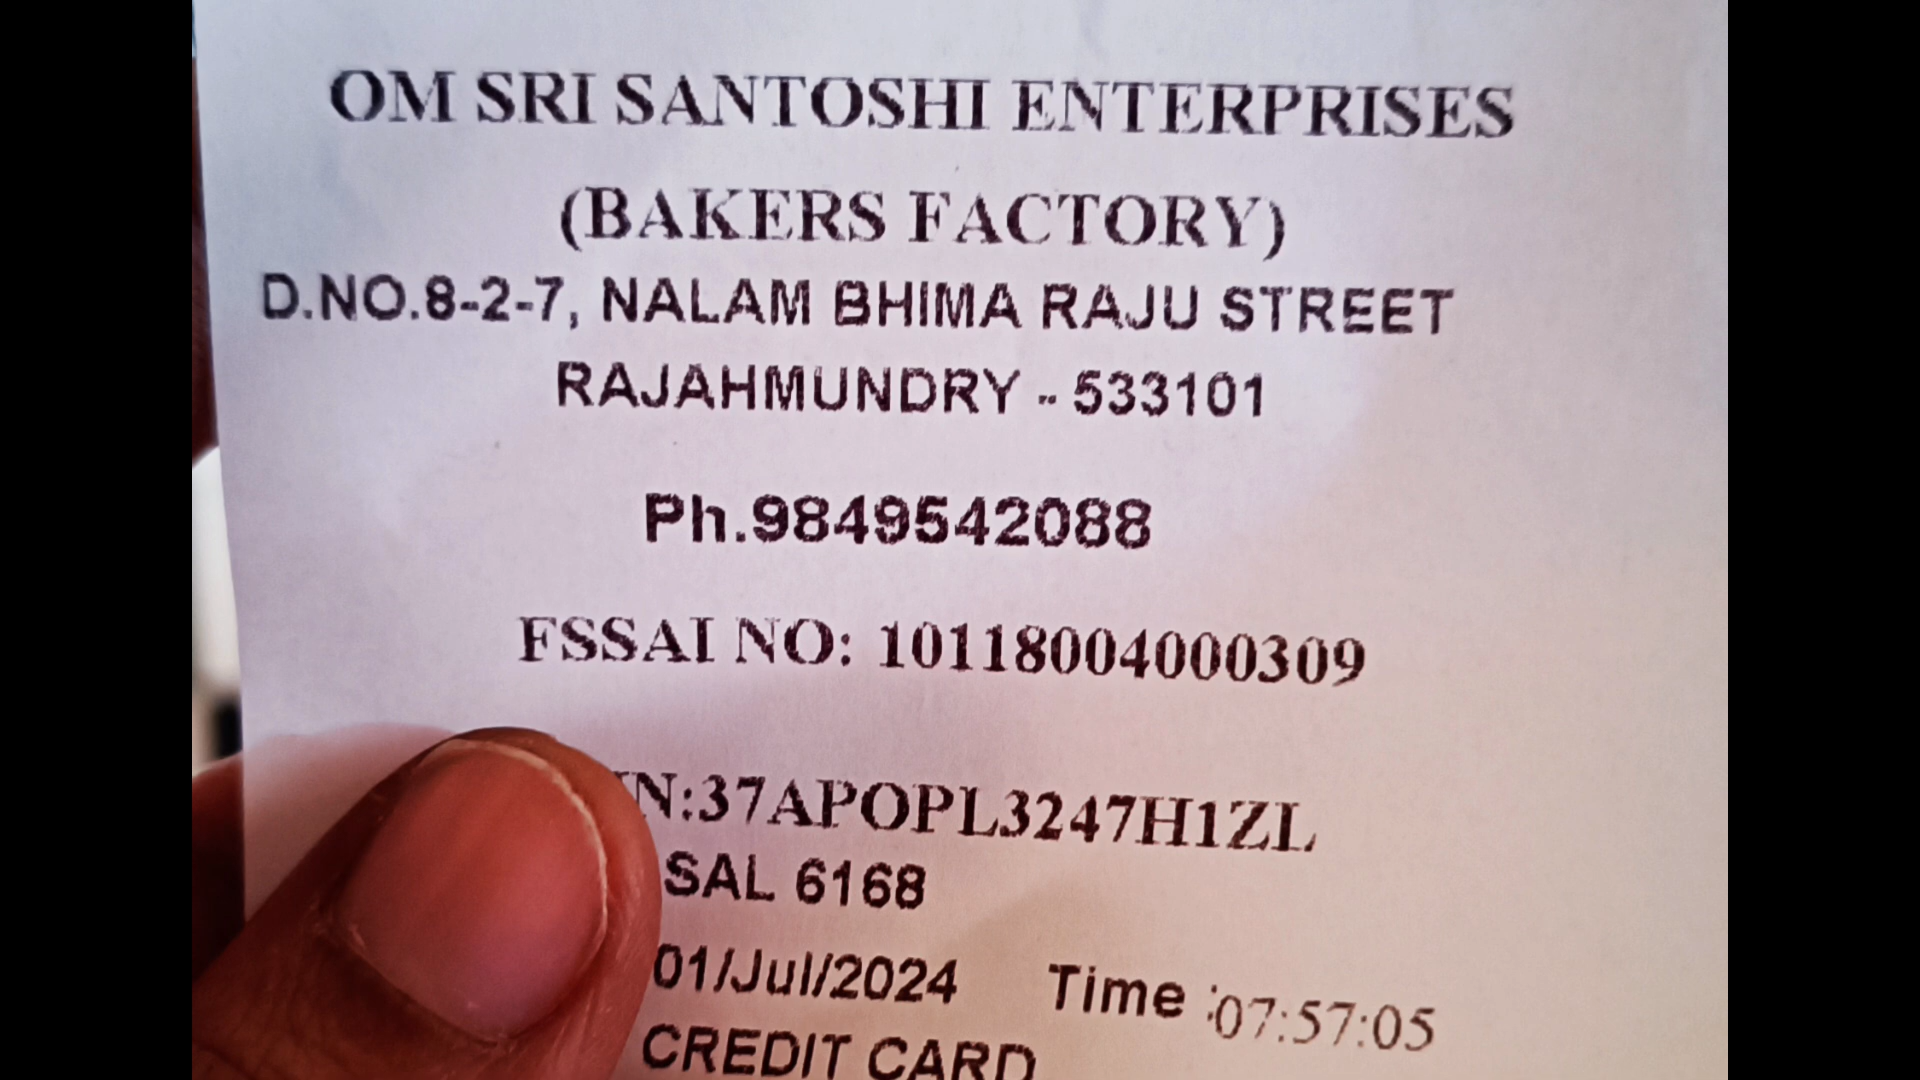 OM SRI SANTOSHI ENTERPRISES
(BAKERS FACTORY)
D.NO.8-2-7, NALAM BHIMA RAJU STREET
RAJAHMUNDRY - 533101
Ph.9849542088
FSSAI NO: 10118004000309
IN:37APOPL3247H1ZL
SAL 6168
01/Jul/2024 Time :07:57:05
CREDIT CARD